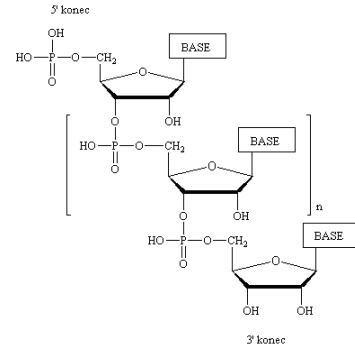 5' konec
OH
HO P O CH2 O BASE
O
O OH
HO P O CH2 O BASE
O
n
O OH
HO P O CH2 O BASE
O
OH OH
3' konec